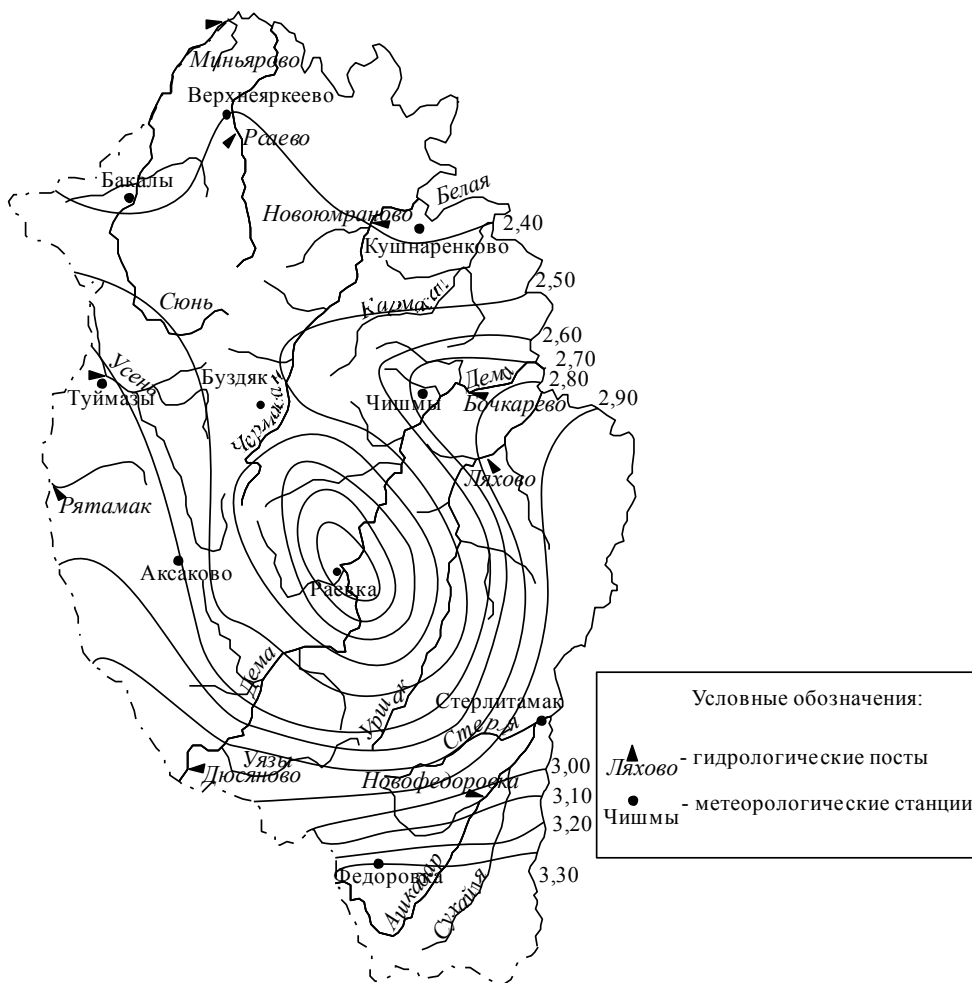 Миньярово
Верхнеяркеево
Рсаево
Бакалы
Белая
Новоюмраново
Кушнаренково
2,40
2,50
Сюнь
Кармасан
2,60
2,70
Усень
Буздяк
Дема
2,80
Туймазы
Чишмы
Бочкарево
2,90
Чермасан
Ляхово
Рятамак
Аксаково
Раевка
Дема
Уршак
Стерлитамак
Стерля
Условные обозначения:
Уязы
Дюсяново
Новофедоровка
3,00
Ляхово - гидрологические посты
3,10
Чишмы - метеорологические станции
3,20
Федоровка
3,30
Ашкадар
Сухайля